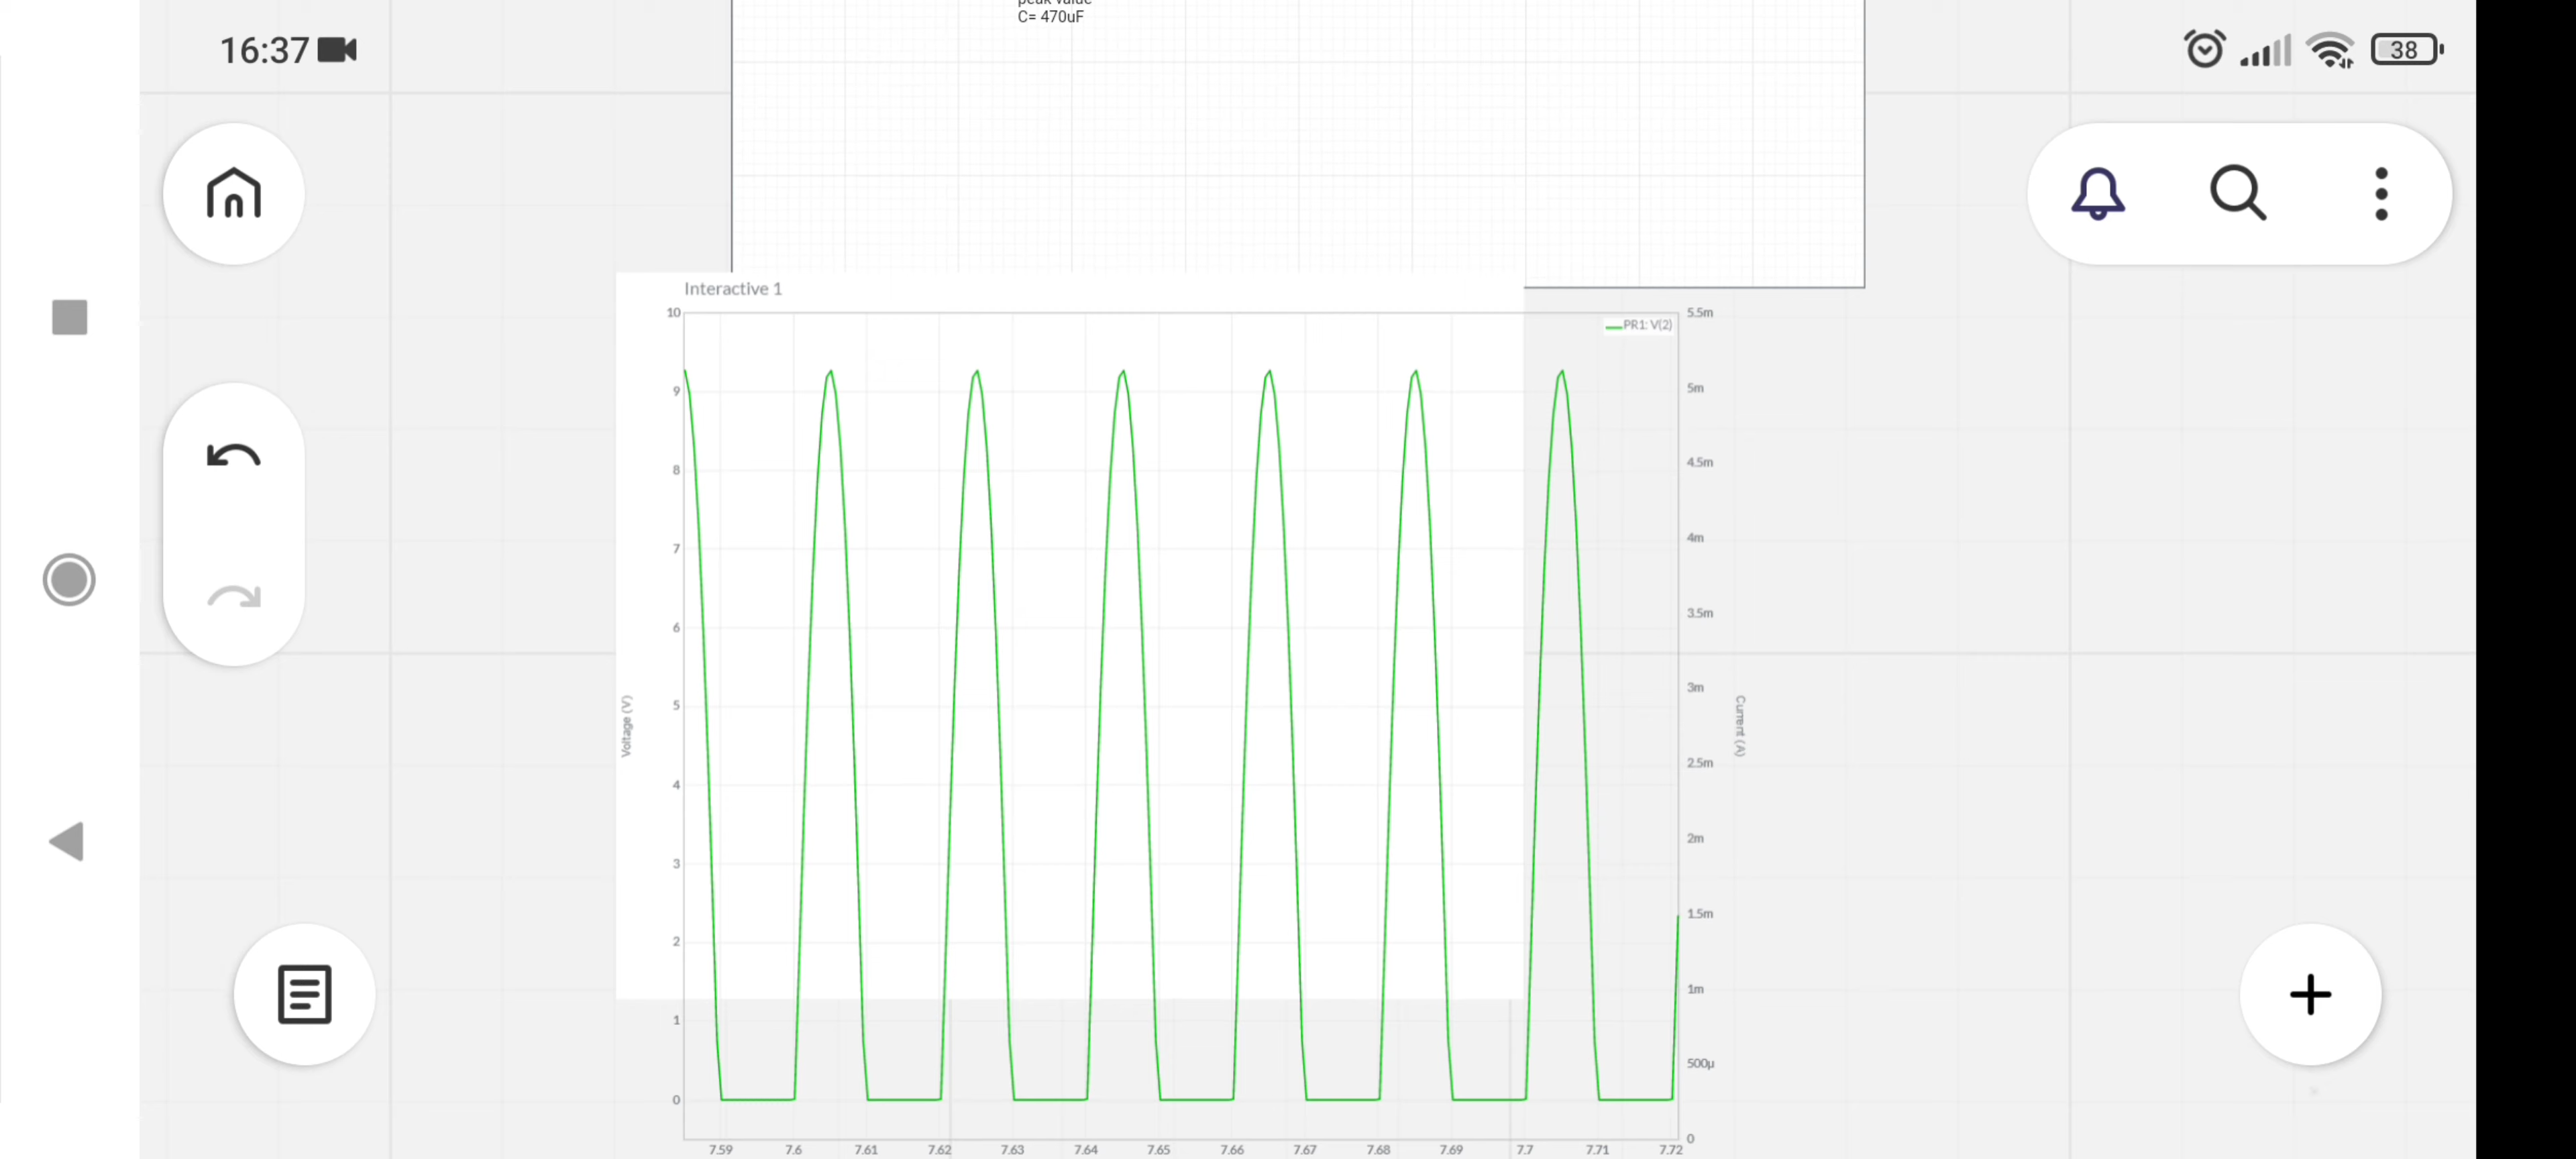 peak value
C= 470uF
16:37
38
Interactive 1
PR1: V(2)
10
9
8
7
6
5
4
3
2
1
0
Voltage (V)
5.5m
5m
4.5m
4m
3.5m
3m
2.5m
2m
1.5m
1m
500µ
0
Current (A)
7.59 7.6 7.61 7.62 7.63 7.64 7.65 7.66 7.67 7.68 7.69 7.7 7.71 7.72